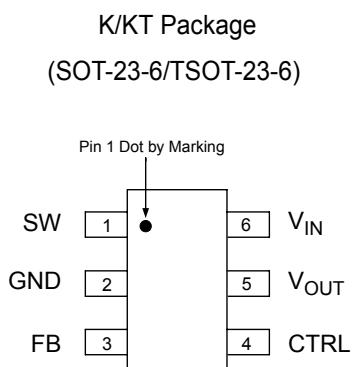 K/KT Package
(SOT-23-6/TSOT-23-6)
Pin 1 Dot by Marking
SW 1 6 VIN
GND 2 5 VOUT
FB 3 4 CTRL